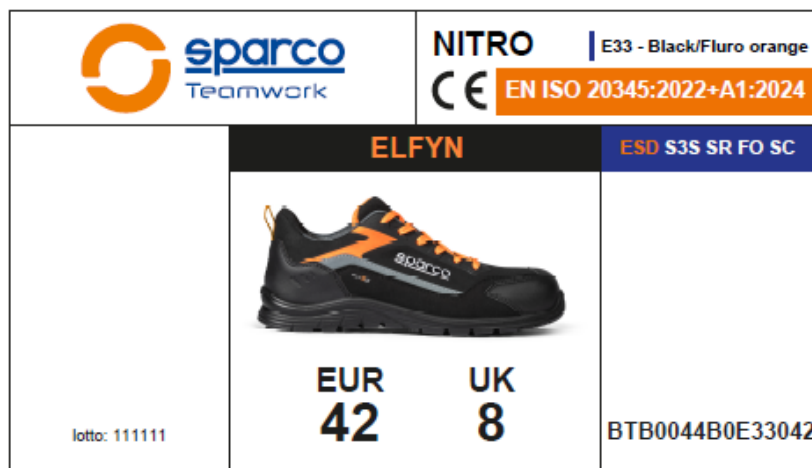 sparco
Teamwork
NITRO
E33 - Black/Fluro orange
CE EN ISO 20345:2022+A1:2024
ELFYN
ESD S3S SR FO SC
sparco
EUR UK
42 8
lotto: 111111
BTB0044B0E33042